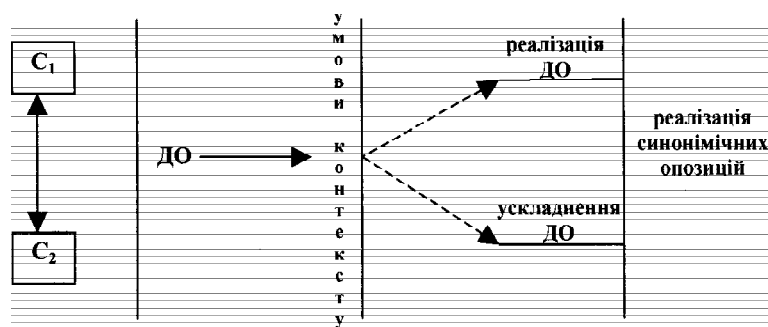 C₁
C₂
ДО
умови контексту
реалізація
ДО
ускладнення
ДО
реалізація
синонімічних
опозицій